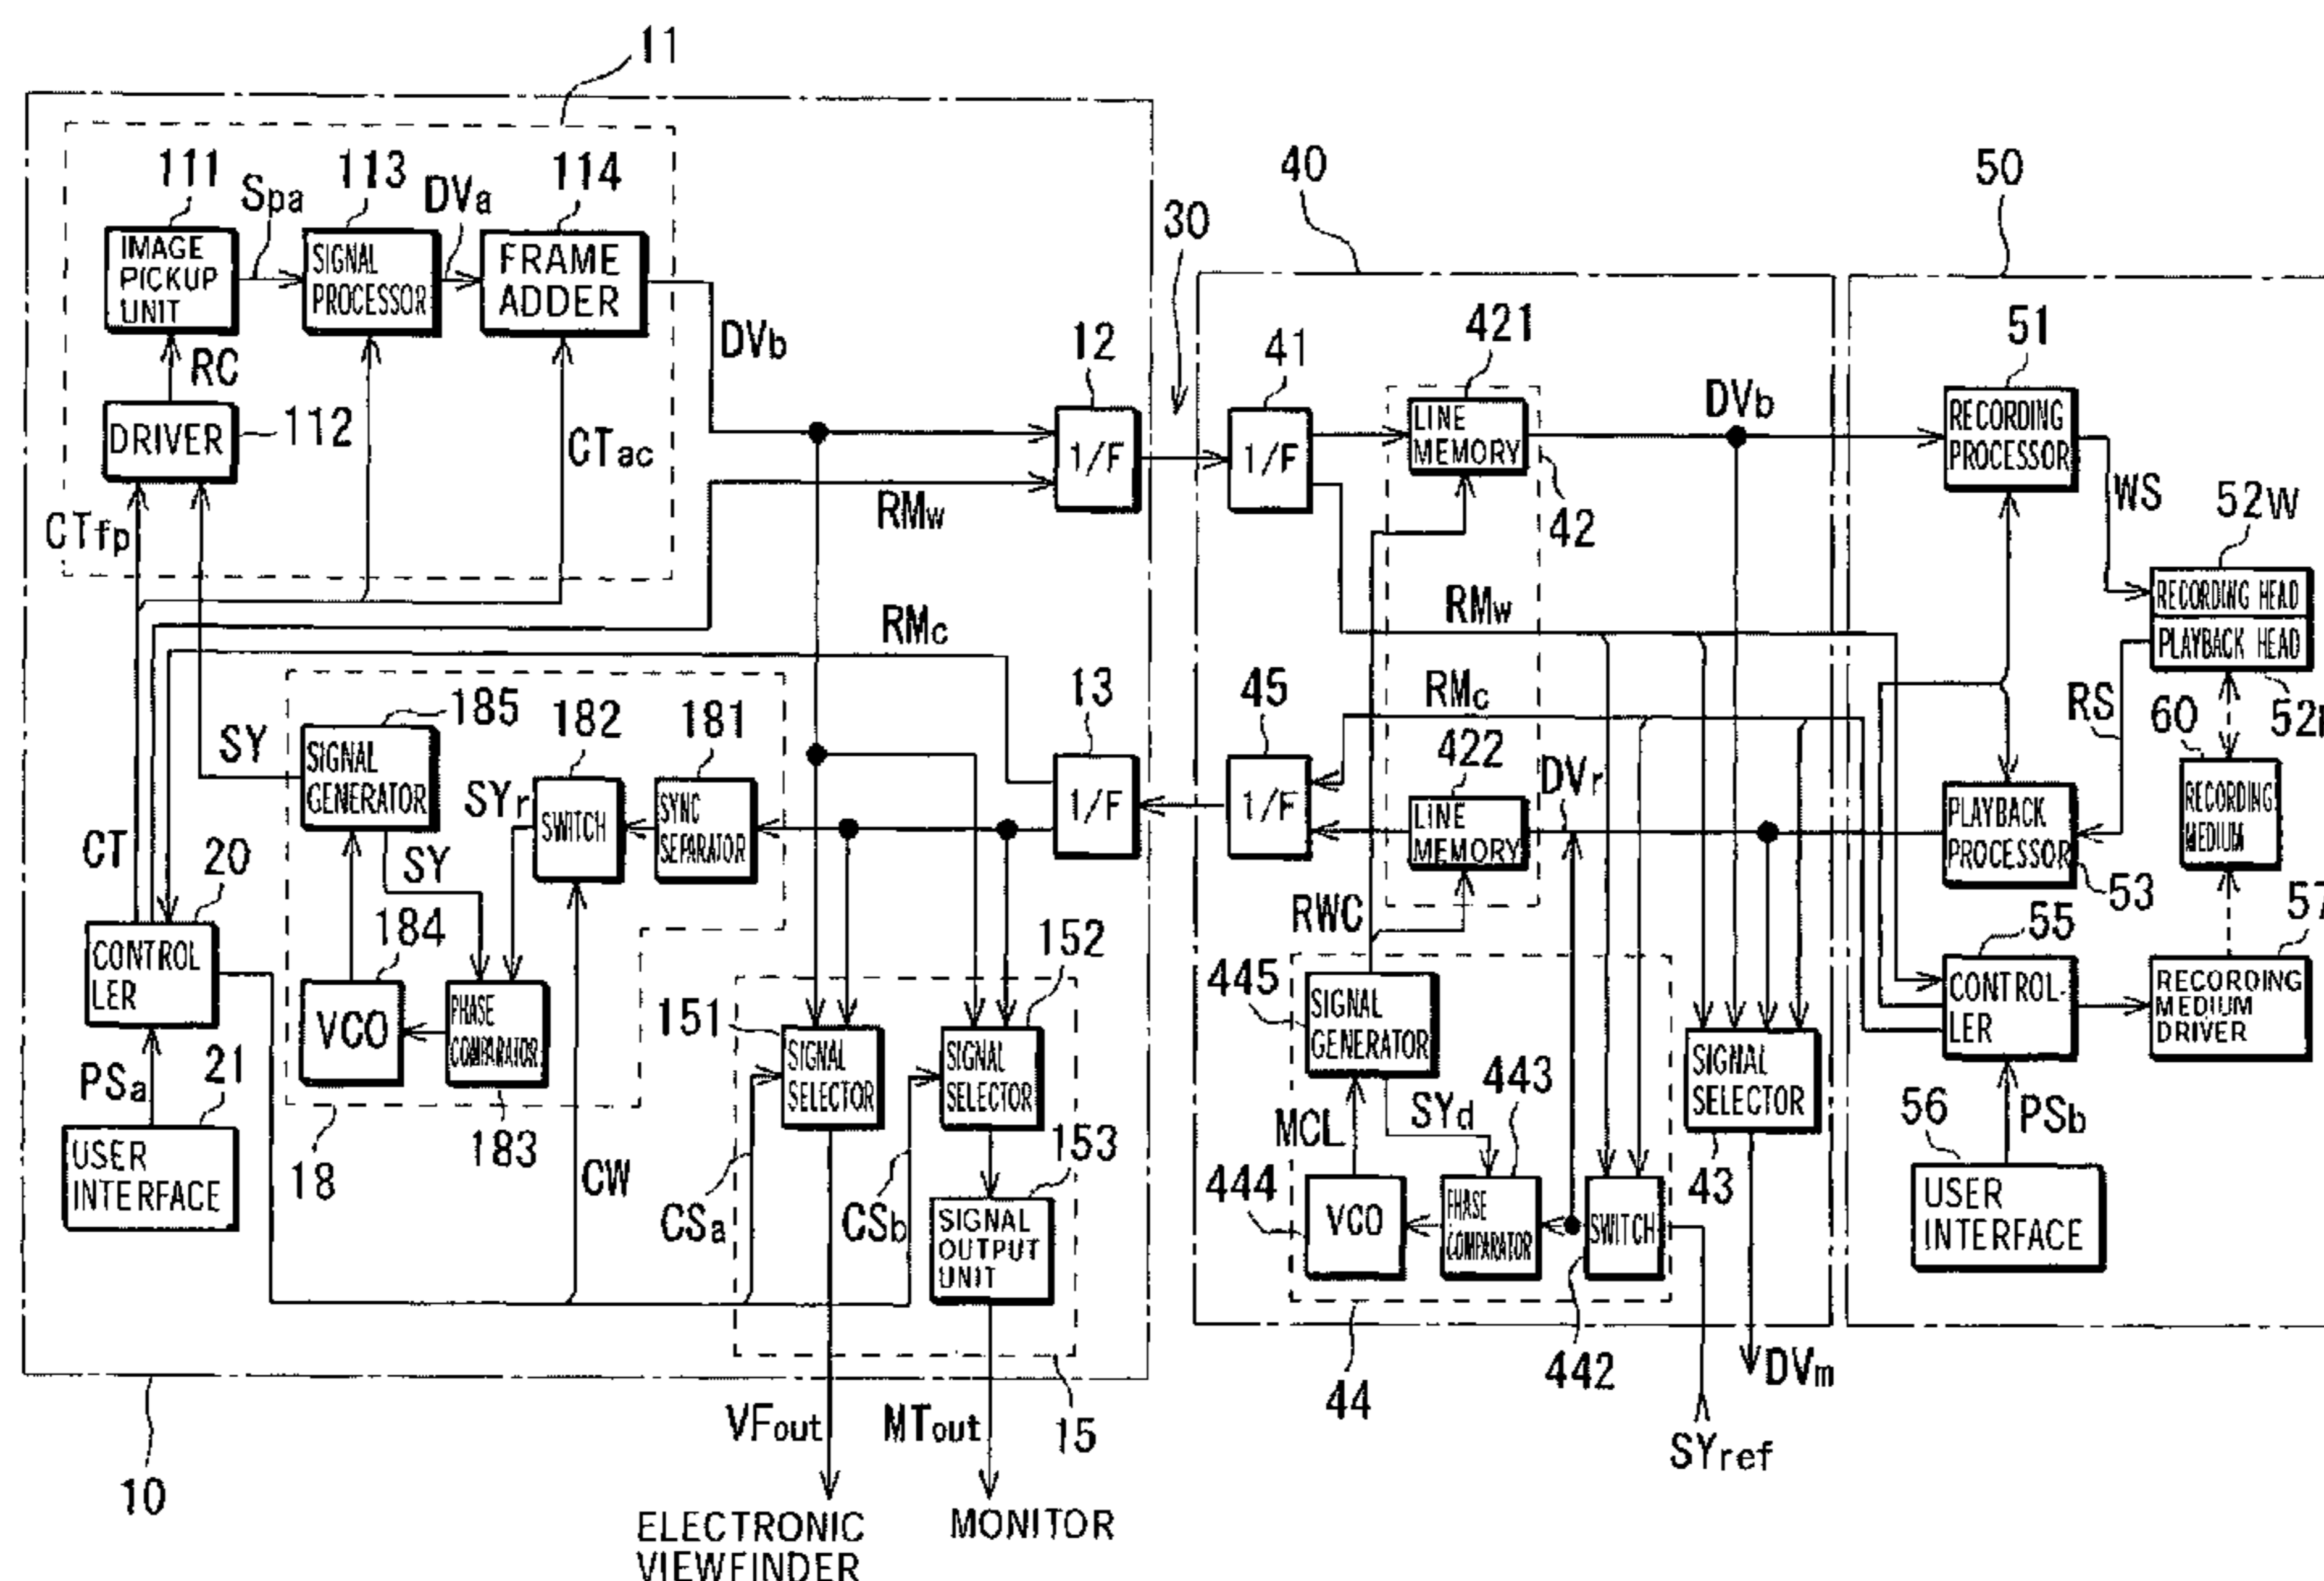 11
111
Spa
113
DVa
114
IMAGE
PICKUP
UNIT
SIGNAL
PROCESSOR
FRAME
ADDER
RC
DRIVER
112
CTfp
CTac
DVb
12
1/F
RMw
RMc
30
40
41
1/F
421
LINE
MEMORY
42
DVb
50
51
RECORDING
PROCESSOR
WS
52W
RECORDING HEAD
PLAYBACK HEAD
RMw
RMc
RS
60
RECORDING
MEDIUM
185
182
181
SY
SIGNAL
GENERATOR
SYr
SWITCH
SYNC
SEPARATOR
SY
13
1/F
45
1/F
422
LINE
MEMORY
DVr
PLAYBACK
PROCESSOR
53
57
CT
20
CONTROL
LER
184
VCO
PHASE
COMPARATOR
183
18
PSa
21
USER
INTERFACE
CW
151
SIGNAL
SELECTOR
152
SIGNAL
SELECTOR
153
SIGNAL
OUTPUT
UNIT
CSa
CSb
15
RWC
445
SIGNAL
GENERATOR
MCL
SYd
443
444
VCO
PHASE
COMPARATOR
SWITCH
442
44
SIGNAL
SELECTOR
43
DVm
SYref
55
CONTROL-
LER
RECORDING
MEDIUM
DRIVER
56
PSb
USER
INTERFACE
10
VFout
MTout
ELECTRONIC
VIEWFINDER
MONITOR